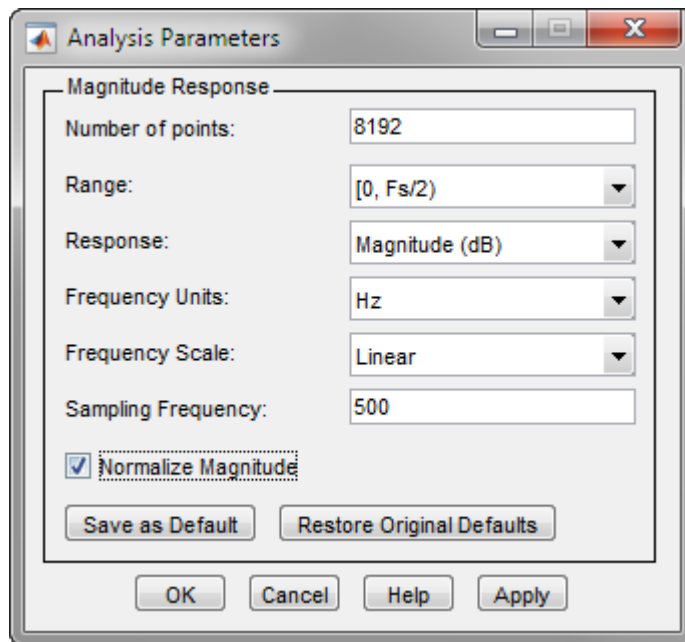 Analysis Parameters
Magnitude Response
Number of points: 8192
Range: [0, Fs/2)
Response: Magnitude (dB)
Frequency Units: Hz
Frequency Scale: Linear
Sampling Frequency: 500
Normalize Magnitude
Save as Default Restore Original Defaults
OK Cancel Help Apply